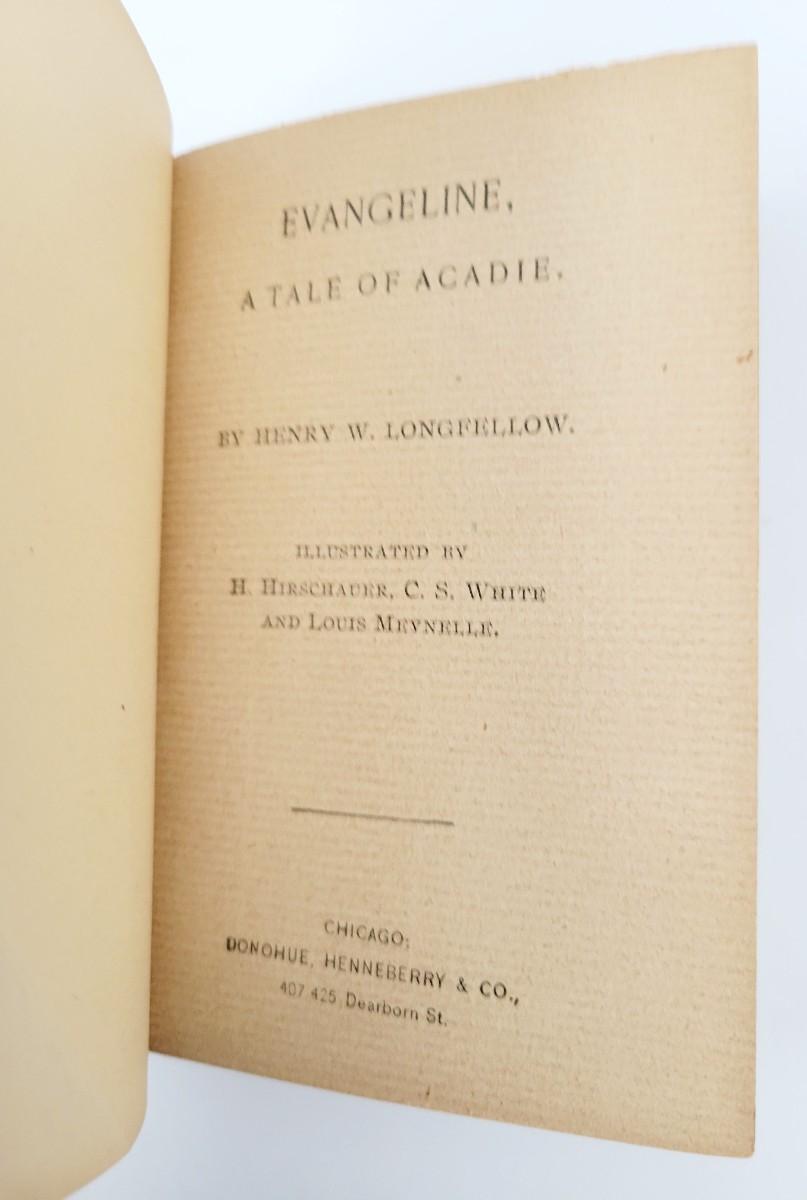 EVANGELINE,
A TALE OF ACADIE.
BY HENRY W. LONGFELLOW.
ILLUSTRATED BY
H. HIRSCHAUER, C. S. WHITE
AND LOUIS MEYNELLE.
CHICAGO:
DONOHUE, HENNEBERRY & CO.,
407 425 Dearborn St.